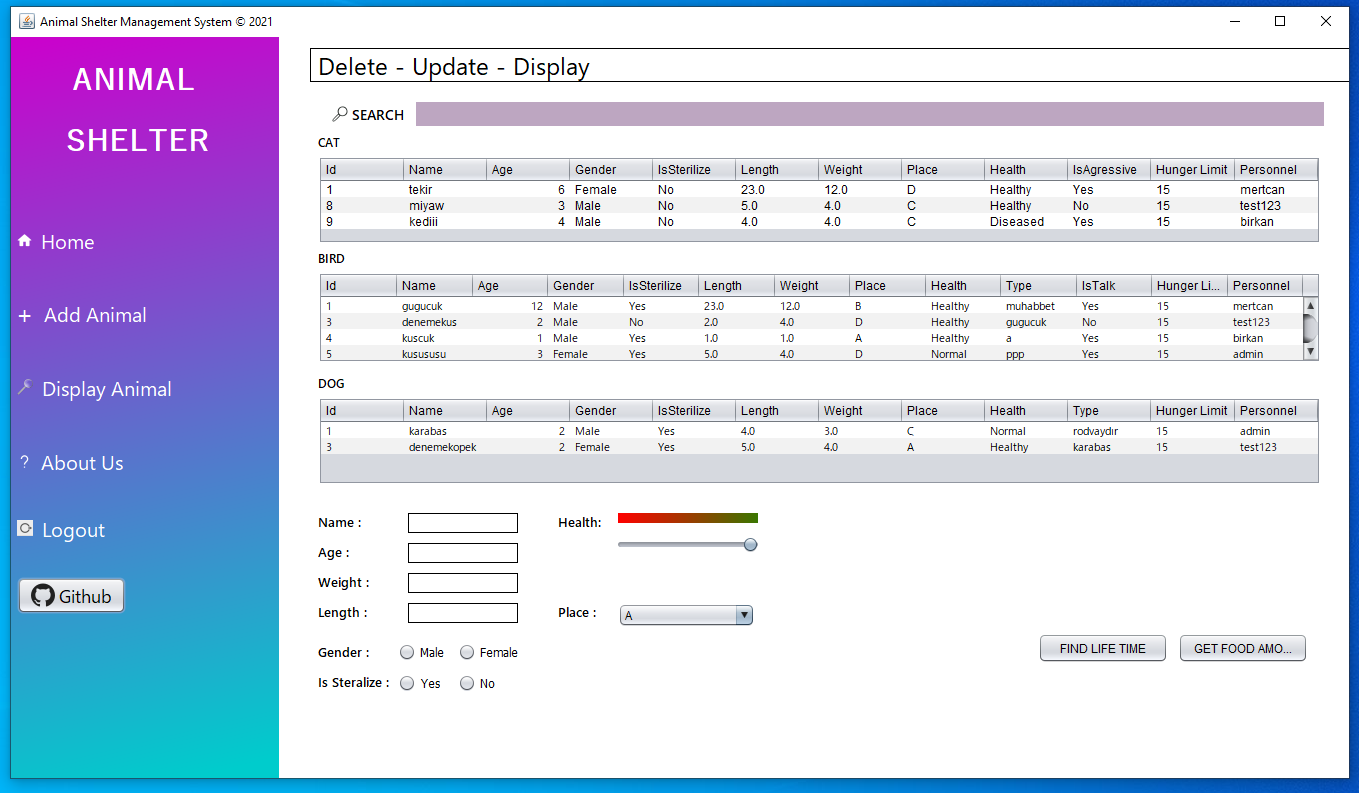 Animal Shelter Management System © 2021
ANIMAL
SHELTER
Home
+ Add Animal
Display Animal
? About Us
Logout
Github
Delete - Update - Display
SEARCH
CAT
Id Name Age Gender IsSterilize Length Weight Place Health IsAgressive Hunger Limit Personnel
1 tekir 6 Female No 23.0 12.0 D Healthy Yes 15 mertcan
8 miyaw 3 Male No 5.0 4.0 C Healthy No 15 test123
9 kediii 4 Male No 4.0 4.0 C Diseased Yes 15 birkan
BIRD
Id Name Age Gender IsSterilize Length Weight Place Health Type IsTalk Hunger Li... Personnel
1 gugucuk 12 Male Yes 23.0 12.0 B Healthy muhabbet Yes 15 mertcan
3 denemekus 2 Male No 2.0 4.0 D Healthy gugucuk No 15 test123
4 kuscuk 1 Male Yes 1.0 1.0 A Healthy a Yes 15 birkan
5 kusususu 3 Female Yes 5.0 4.0 D Normal ppp Yes 15 admin
DOG
Id Name Age Gender IsSterilize Length Weight Place Health Type Hunger Limit Personnel
1 karabas 2 Male Yes 4.0 3.0 C Normal rodvaydır 15 admin
3 denemekopek 2 Female Yes 5.0 4.0 A Healthy karabas 15 test123
Name :
Age :
Weight :
Length :
Gender : Male Female
Is Steralize : Yes No
Health:
Place : A
FIND LIFE TIME
GET FOOD AMO...